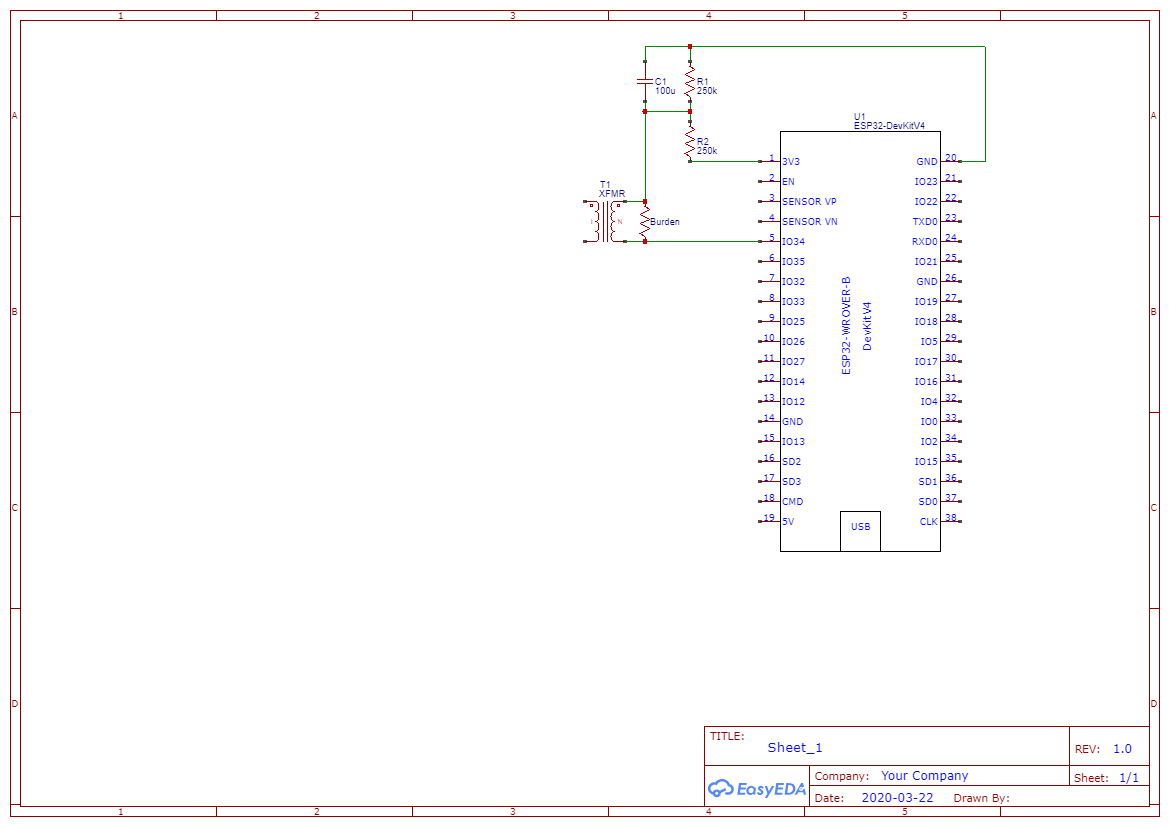 1 2 3 4 5
A A
C1
100u
R1
250k
R2
250k
U1
ESP32-DevKitV4
T1
XFMR
1 N
Burden
1 3V3 GND 20
2 EN IO23 21
3 SENSOR VP IO22 22
4 SENSOR VN TXD0 23
5 IO34 RXD0 24
6 IO35 IO21 25
7 IO32 GND 26
8 IO33 IO19 27
9 IO25 IO18 28
10 IO26 IO5 29
11 IO27 IO17 30
12 IO14 IO16 31
13 IO12 IO4 32
14 GND IO0 33
15 IO13 IO2 34
16 SD2 IO15 35
17 SD3 SD1 36
18 CMD SD0 37
19 5V CLK 38
ESP32-WROVER-B
DevKitV4
USB
B B
C C
D D
TITLE:
Sheet_1
REV: 1.0
EasyEDA
Company: Your Company
Sheet: 1/1
Date: 2020-03-22 Drawn By:
1 2 3 4 5